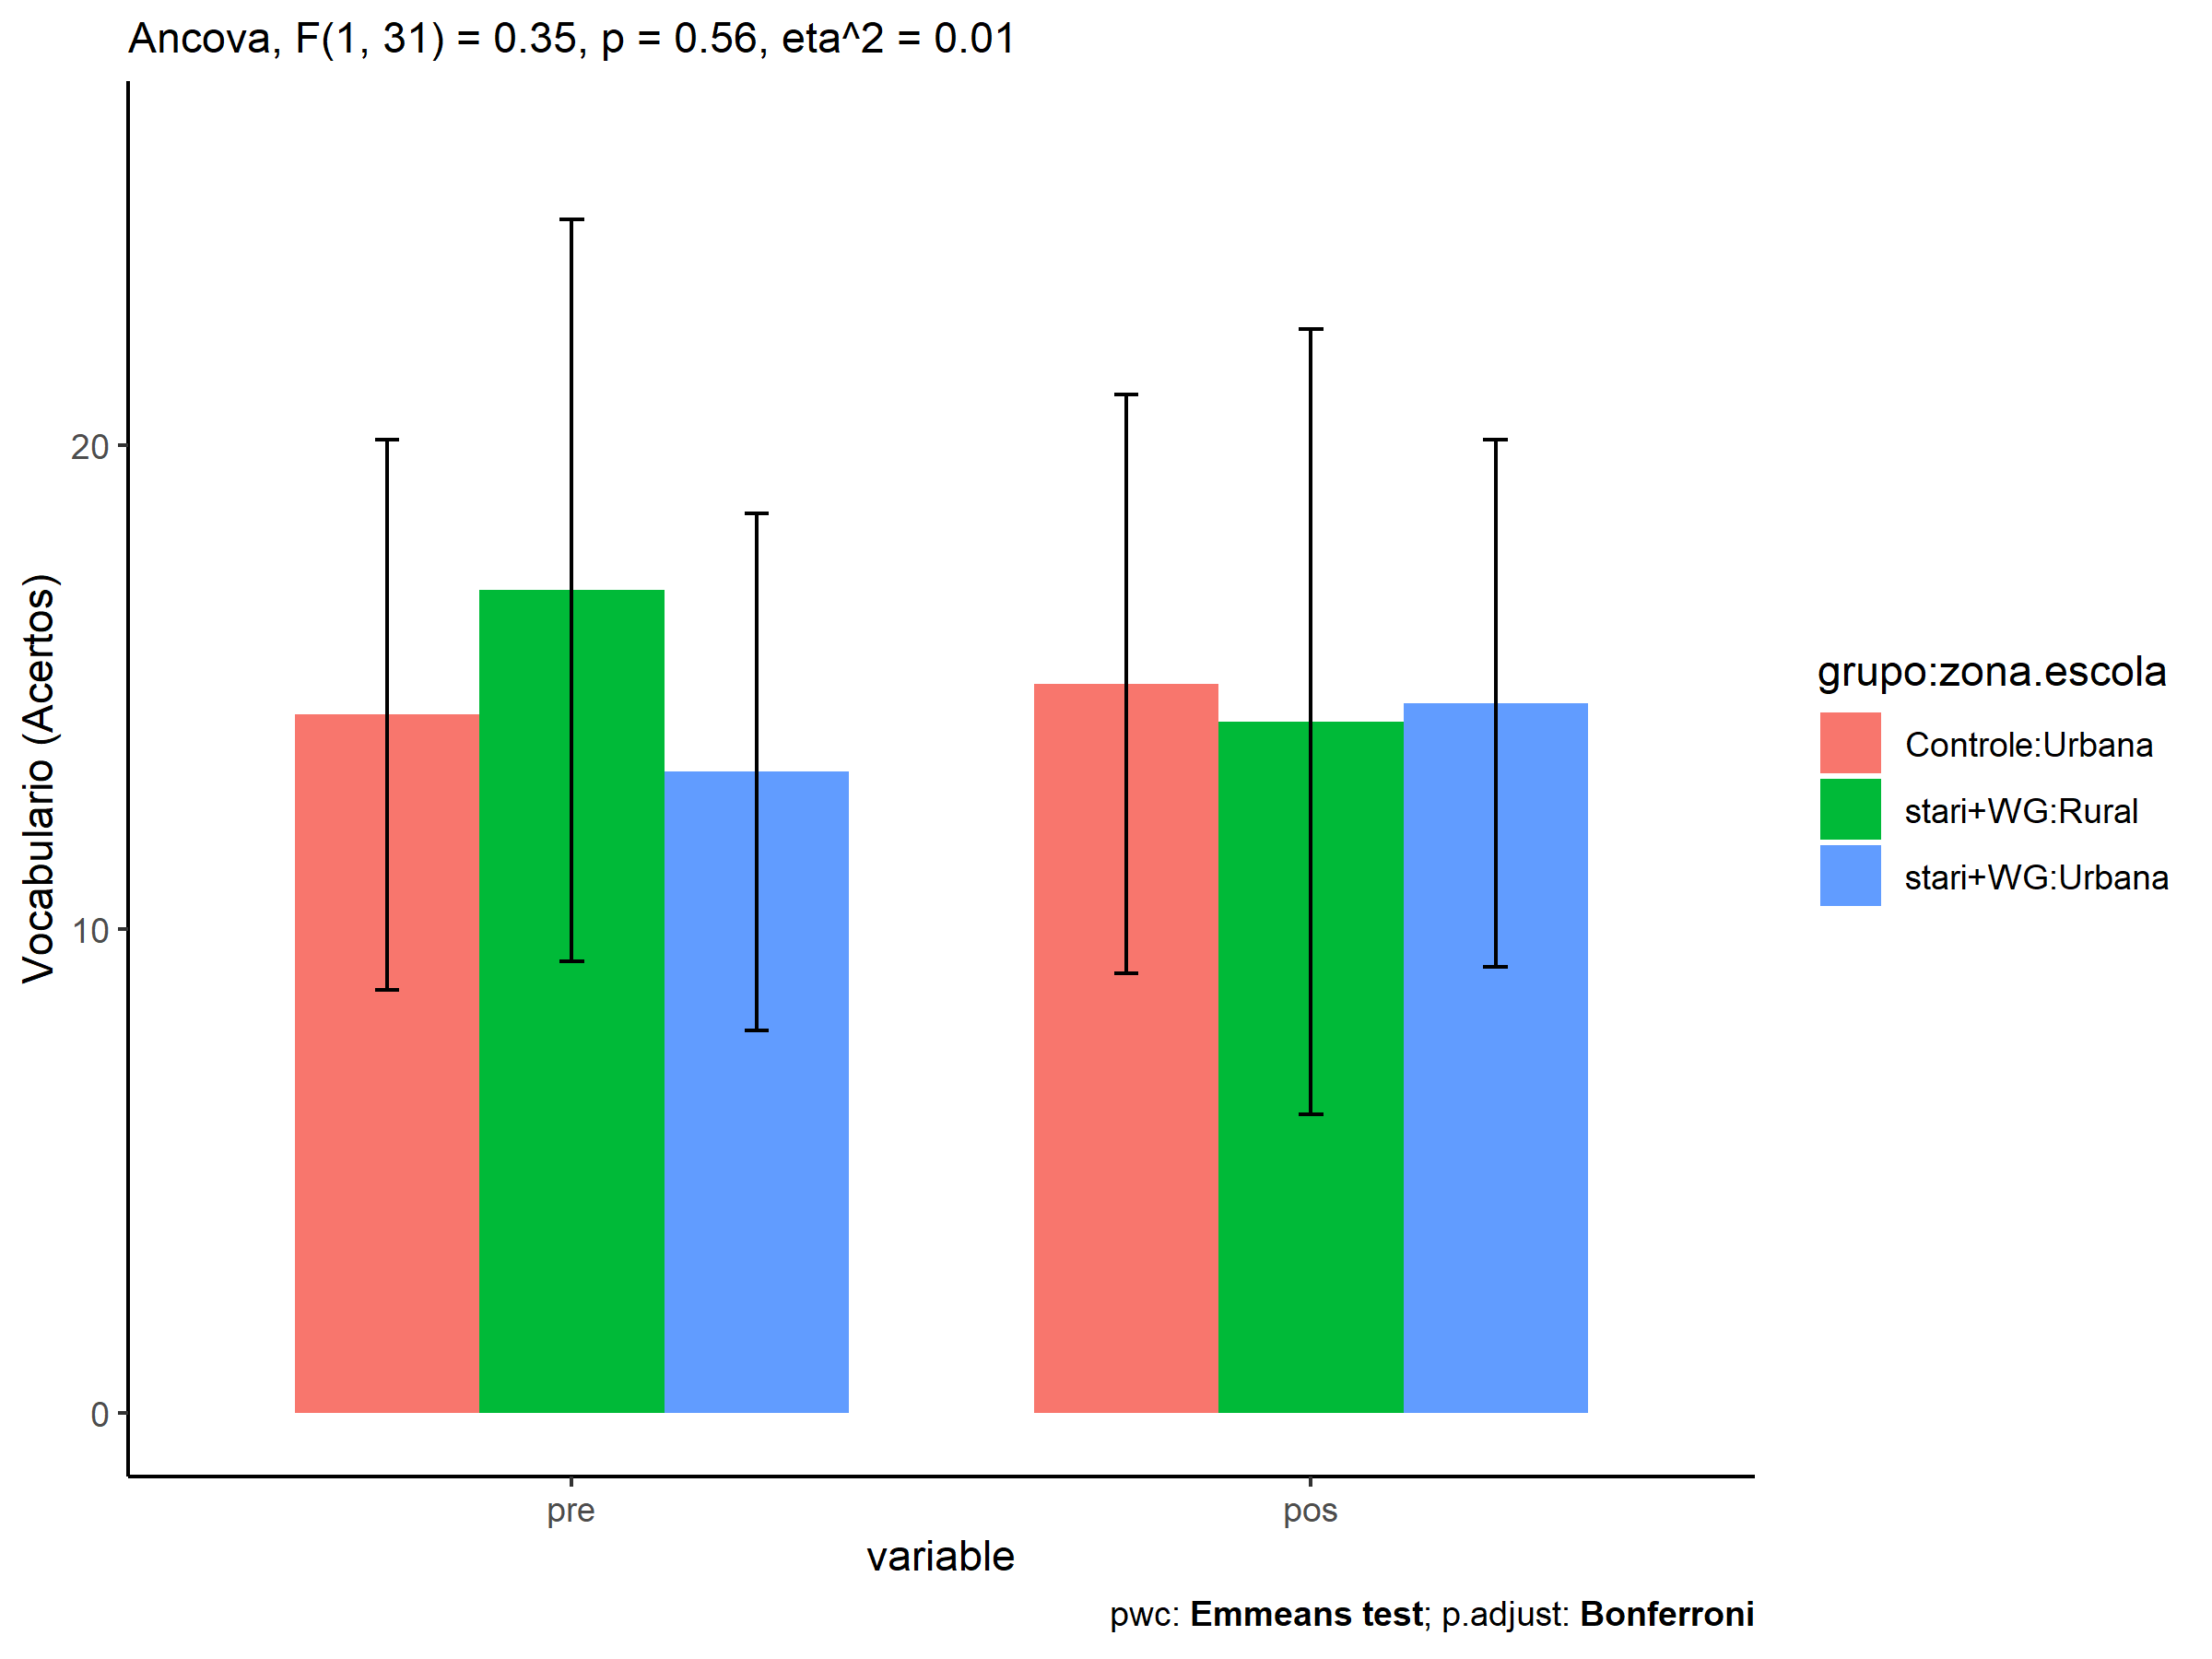 Ancova, F(1, 31) = 0.35, p = 0.56, eta^2 = 0.01
Vocabulario (Acertos)
20
10
0
pre
pos
variable
grupo:zona.escola
Controle:Urbana
stari+WG:Rural
stari+WG:Urbana
pwc: Emmeans test; p.adjust: Bonferroni